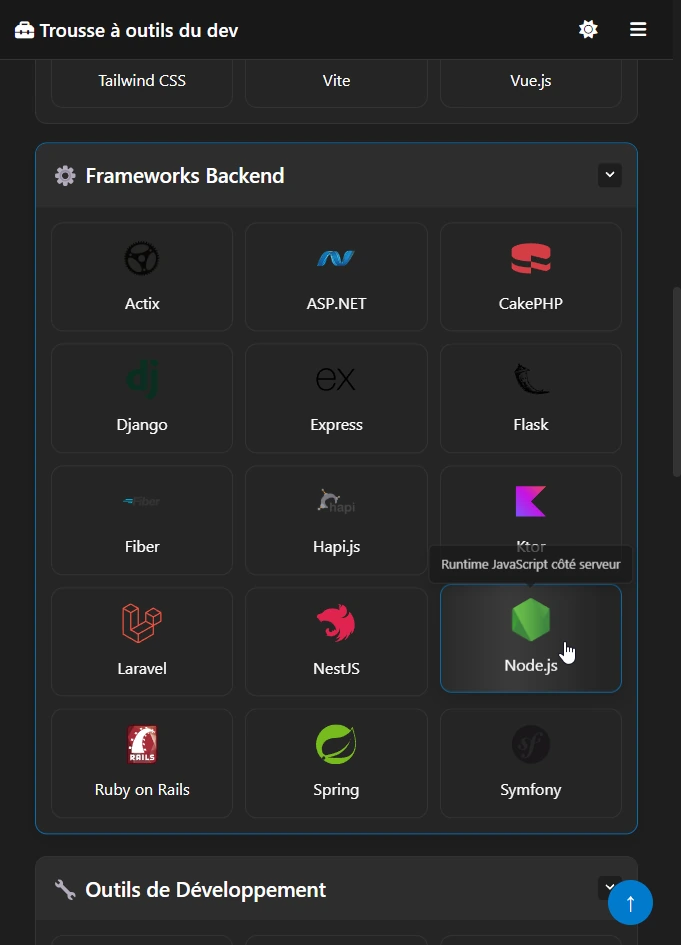 Trousse à outils du dev
Tailwind CSS
Vite
Vue.js
Frameworks Backend
Actix
ASP.NET
CakePHP
dj
Django
ex
Express
Flask
Fiber
Fiber
hapi
Hapi.js
Ktor
Runtime JavaScript côté serveur
Laravel
NestJS
Node.js
RAILS
Ruby on Rails
Spring
sf
Symfony
Outils de Développement